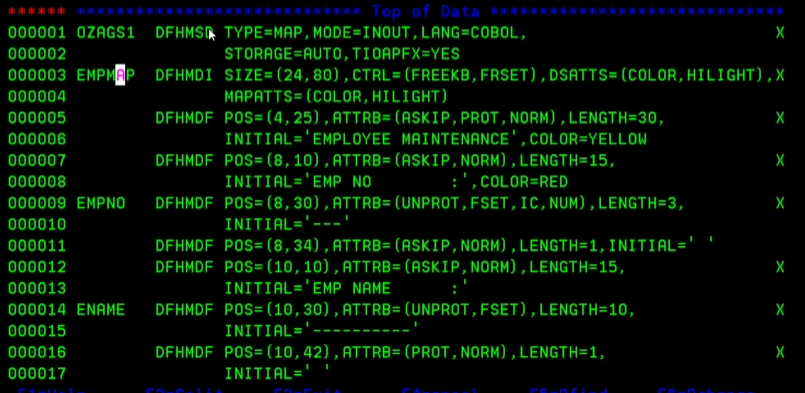 ****** **************************** Top of Data *****************************
000001 OZAGS1  DFHMSD TYPE=MAP,MODE=INOUT,LANG=COBOL,                          X
000002                STORAGE=AUTO,TIOAPFX=YES
000003 EMPMAP  DFHMDI SIZE=(24,80),CTRL=(FREEKB,FRSET),DSATTS=(COLOR,HILIGHT),X
000004                MAPATTS=(COLOR,HILIGHT)
000005         DFHMDF POS=(4,25),ATTRB=(ASKIP,PROT,NORM),LENGTH=30,            X
000006                INITIAL='EMPLOYEE MAINTENANCE',COLOR=YELLOW
000007         DFHMDF POS=(8,10),ATTRB=(ASKIP,NORM),LENGTH=15,                 X
000008                INITIAL='EMP NO        :',COLOR=RED
000009 EMPNO   DFHMDF POS=(8,30),ATTRB=(UNPROT,FSET,IC,NUM),LENGTH=3,          X
000010                INITIAL='---'
000011         DFHMDF POS=(8,34),ATTRB=(ASKIP,NORM),LENGTH=1,INITIAL=' '
000012         DFHMDF POS=(10,10),ATTRB=(ASKIP,NORM),LENGTH=15,                X
000013                INITIAL='EMP NAME      :'
000014 ENAME   DFHMDF POS=(10,30),ATTRB=(UNPROT,FSET),LENGTH=10,               X
000015                INITIAL='----------'
000016         DFHMDF POS=(10,42),ATTRB=(PROT,NORM),LENGTH=1,                  X
000017                INITIAL=' '